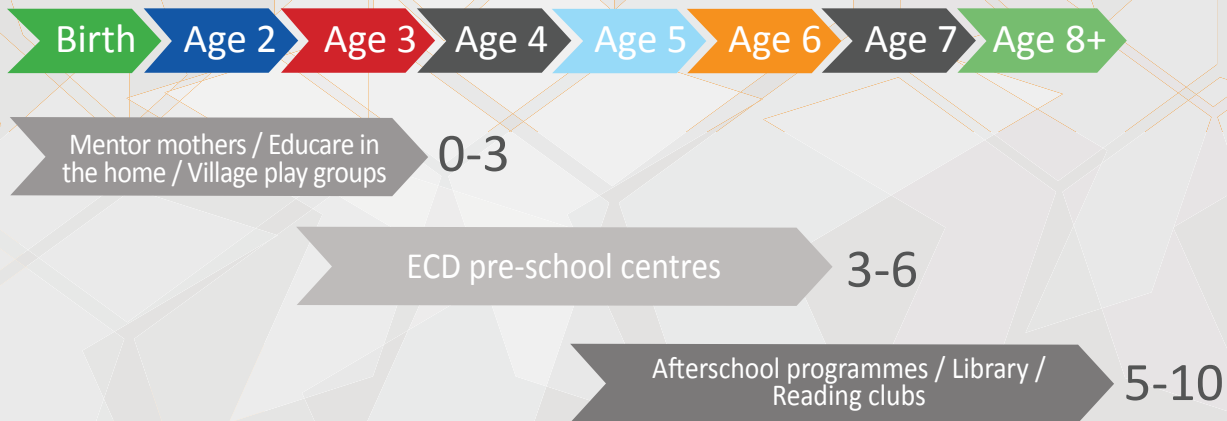 Birth Age 2 Age 3 Age 4 Age 5 Age 6 Age 7 Age 8+
Mentor mothers / Educare in
the home / Village play groups
0-3
ECD pre-school centres
3-6
Afterschool programmes / Library /
Reading clubs
5-10